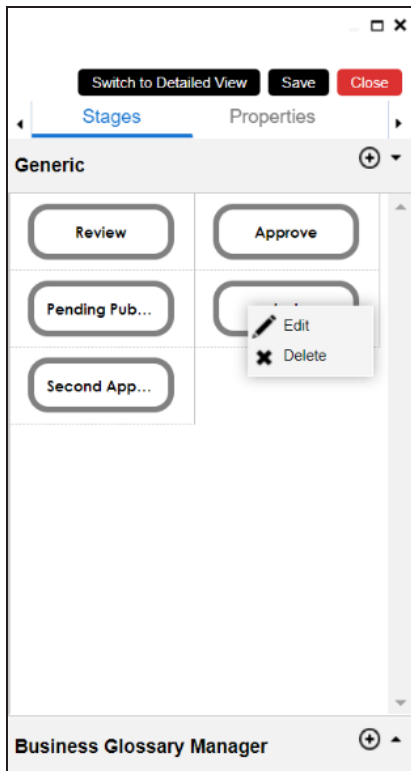 Switch to Detailed View Save Close
Stages Properties
Generic
Review Approve
Pending Pub...
Edit
Delete
Second App...
Business Glossary Manager